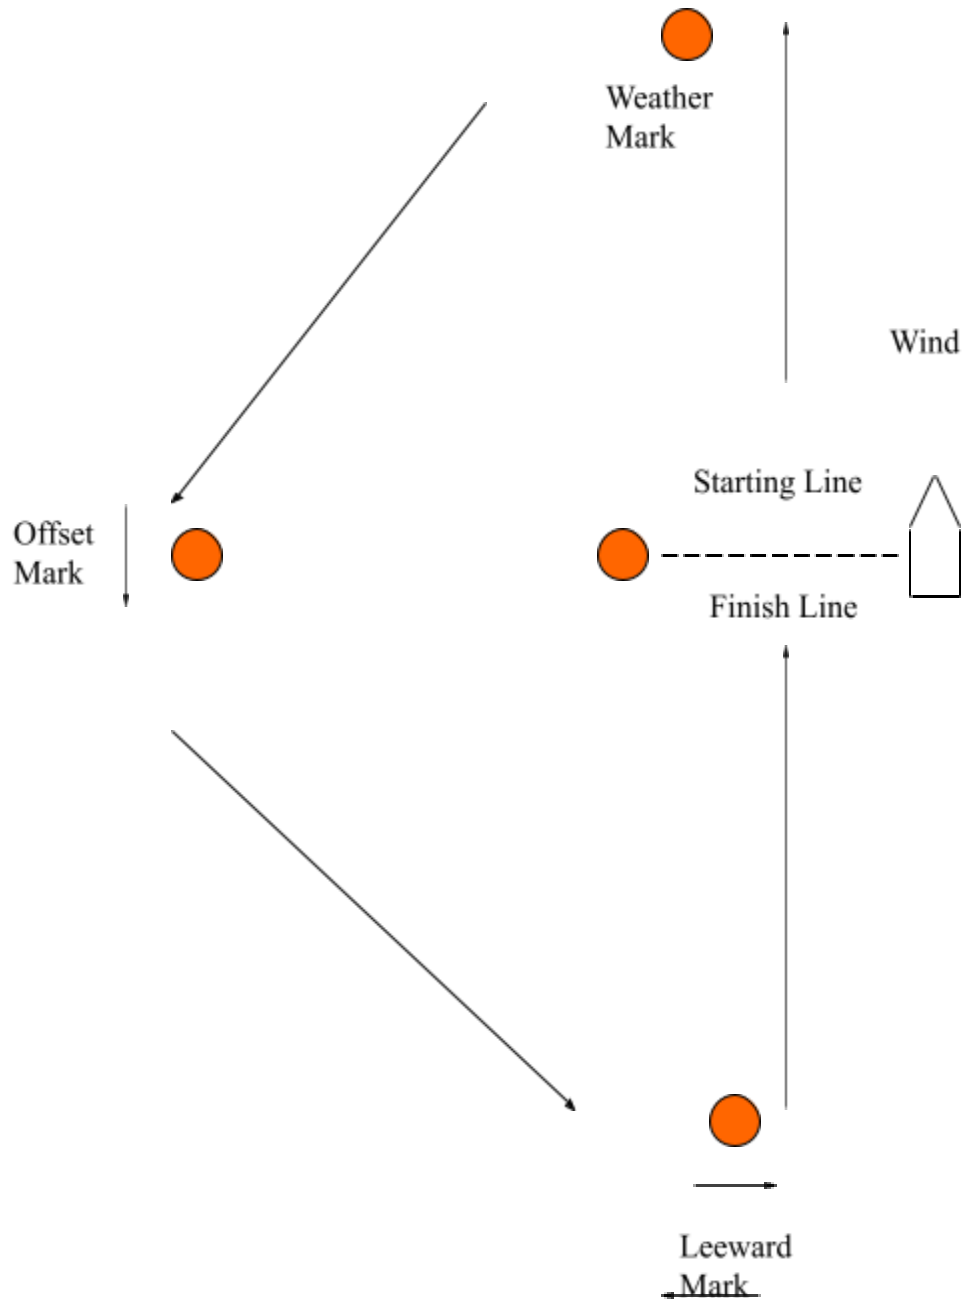 Weather
Mark
Wind
Starting Line
Offset
Mark
Finish Line
Leeward
Mark